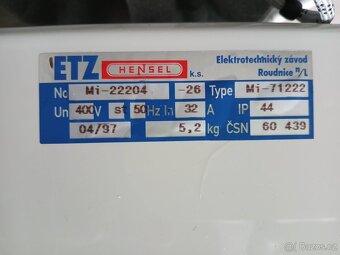 ETZ HENSEL k.s. Elektrotechnický závod
Roudnice n/L
No Mi-22204 -26 Type Mi-71222
Un 400V st 50Hz In 32 A IP 44
04/97 5,2 kg ČSN 60 439